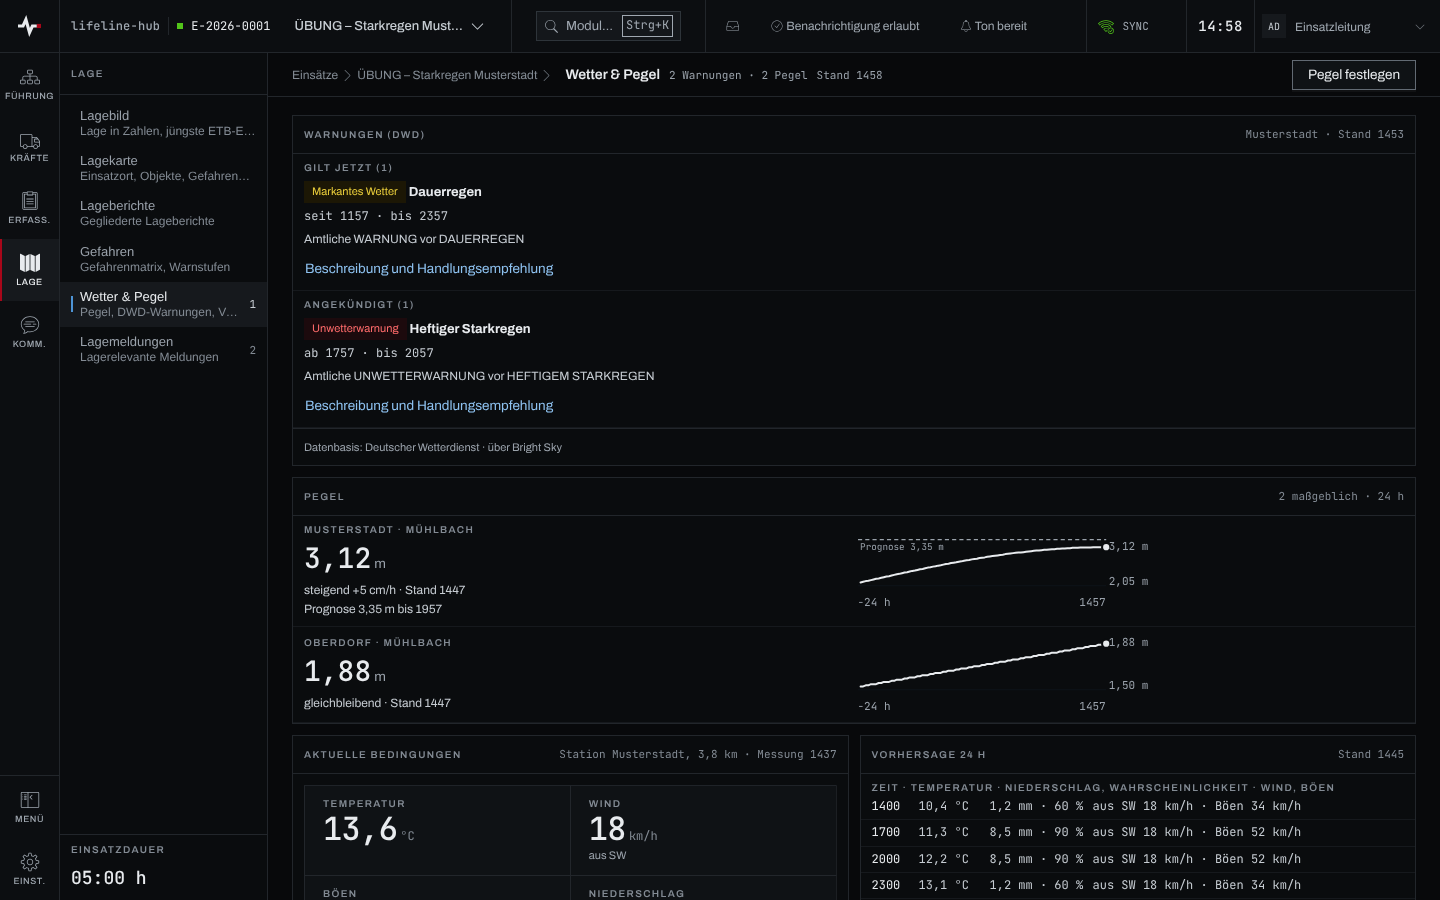 lifeline-hub
E-2026-0001
ÜBUNG – Starkregen Must...
Modul...
Strg+K
Benachrichtigung erlaubt
Ton bereit
SYNC
14:58
AD
Einsatzleitung
FÜHRUNG
KRÄFTE
ERFASS.
LAGE
KOMM.
MENÜ
EINST.
LAGE
Lagebild
Lage in Zahlen, jüngste ETB-E...
Lagekarte
Einsatzort, Objekte, Gefahren...
Lageberichte
Gegliederte Lageberichte
Gefahren
Gefahrenmatrix, Warnstufen
Wetter & Pegel
Pegel, DWD-Warnungen, V...
1
Lagemeldungen
Lagerelevante Meldungen
2
EINSATZDAUER
05:00 h
Einsätze
ÜBUNG – Starkregen Musterstadt
Wetter & Pegel
2 Warnungen · 2 Pegel
Stand 1458
Pegel festlegen
WARNUNGEN (DWD)
Musterstadt · Stand 1453
GILT JETZT (1)
Markantes Wetter Dauerregen
seit 1157 · bis 2357
Amtliche WARNUNG vor DAUERREGEN
Beschreibung und Handlungsempfehlung
ANGEKÜNDIGT (1)
Unwetterwarnung Heftiger Starkregen
ab 1757 · bis 2057
Amtliche UNWETTERWARNUNG vor HEFTIGEM STARKREGEN
Beschreibung und Handlungsempfehlung
Datenbasis: Deutscher Wetterdienst · über Bright Sky
PEGEL
2 maßgeblich · 24 h
MUSTERSTADT · MÜHLBACH
3,12 m
steigend +5 cm/h · Stand 1447
Prognose 3,35 m bis 1957
Prognose 3,35 m
3,12 m
2,05 m
-24 h
1457
OBERDORF · MÜHLBACH
1,88 m
gleichbleibend · Stand 1447
1,88 m
1,50 m
-24 h
1457
AKTUELLE BEDINGUNGEN
Station Musterstadt, 3,8 km · Messung 1437
TEMPERATUR
13,6 °C
WIND
18 km/h
aus SW
BÖEN
NIEDERSCHLAG
VORHERSAGE 24 H
Stand 1445
ZEIT · TEMPERATUR · NIEDERSCHLAG, WAHRSCHEINLICHKEIT · WIND, BÖEN
1400 10,4 °C 1,2 mm · 60 % aus SW 18 km/h · Böen 34 km/h
1700 11,3 °C 8,5 mm · 90 % aus SW 18 km/h · Böen 52 km/h
2000 12,2 °C 8,5 mm · 90 % aus SW 18 km/h · Böen 52 km/h
2300 13,1 °C 1,2 mm · 60 % aus SW 18 km/h · Böen 34 km/h